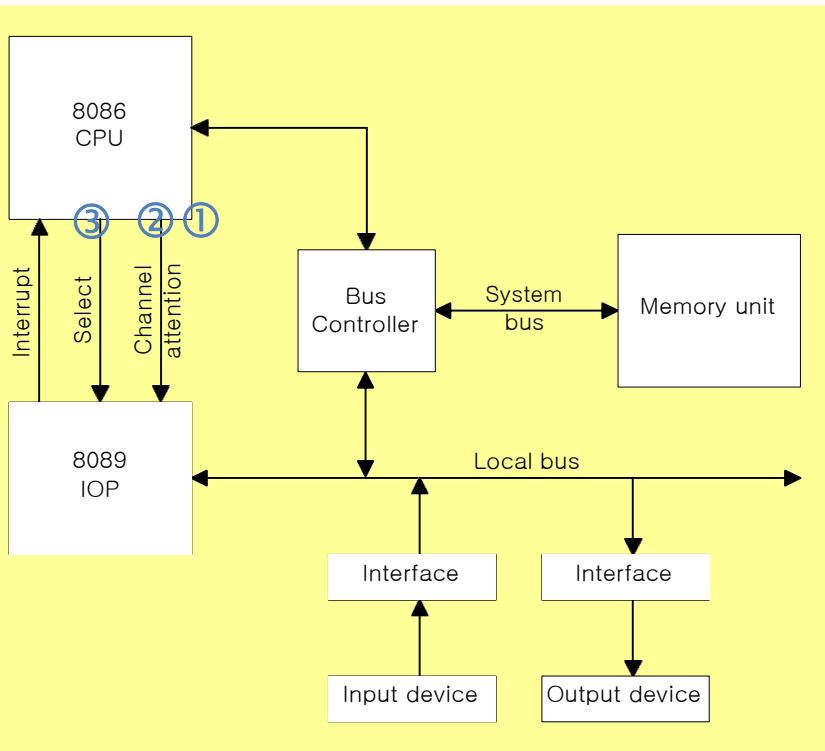 8086
CPU
③ ② ①
Interrupt
Select
Channel
attention
Bus
Controller
System
bus
Memory unit
8089
IOP
Local bus
Interface
Interface
Input device
Output device